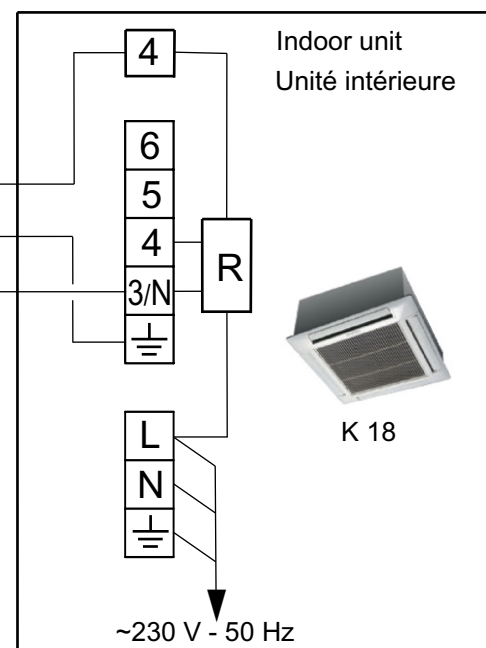 4
Indoor unit
Unité intérieure
6
5
4
R
3/N
L
K 18
N
~230 V - 50 Hz